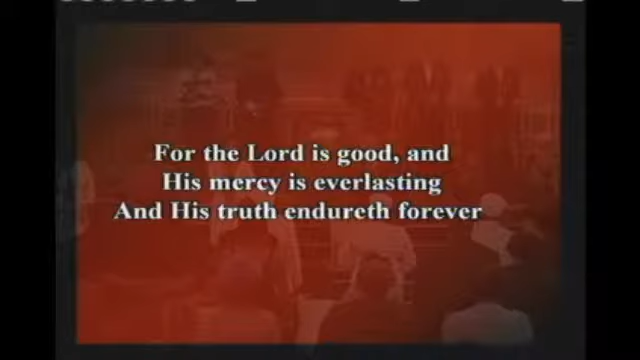 For the Lord is good, and
His mercy is everlasting
And His truth endureth forever